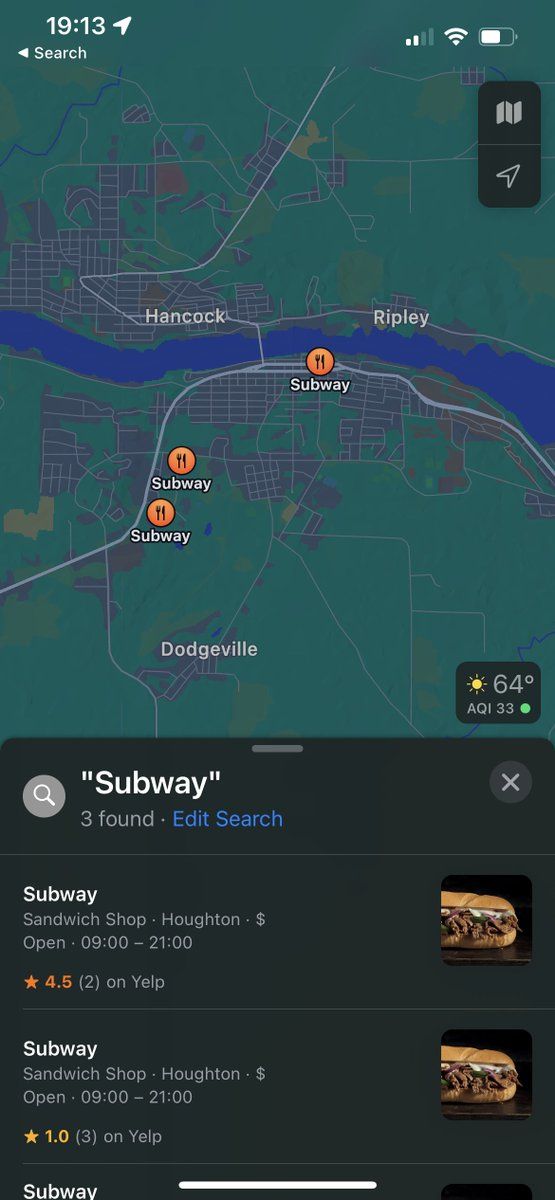 19:13
◀ Search
Hancock
Ripley
Subway
Subway
Subway
Dodgeville
64°
AQI 33
"Subway"
3 found · Edit Search
Subway
Sandwich Shop · Houghton · $
Open · 09:00 – 21:00
★ 4.5 (2) on Yelp
Subway
Sandwich Shop · Houghton · $
Open · 09:00 – 21:00
★ 1.0 (3) on Yelp
Subway